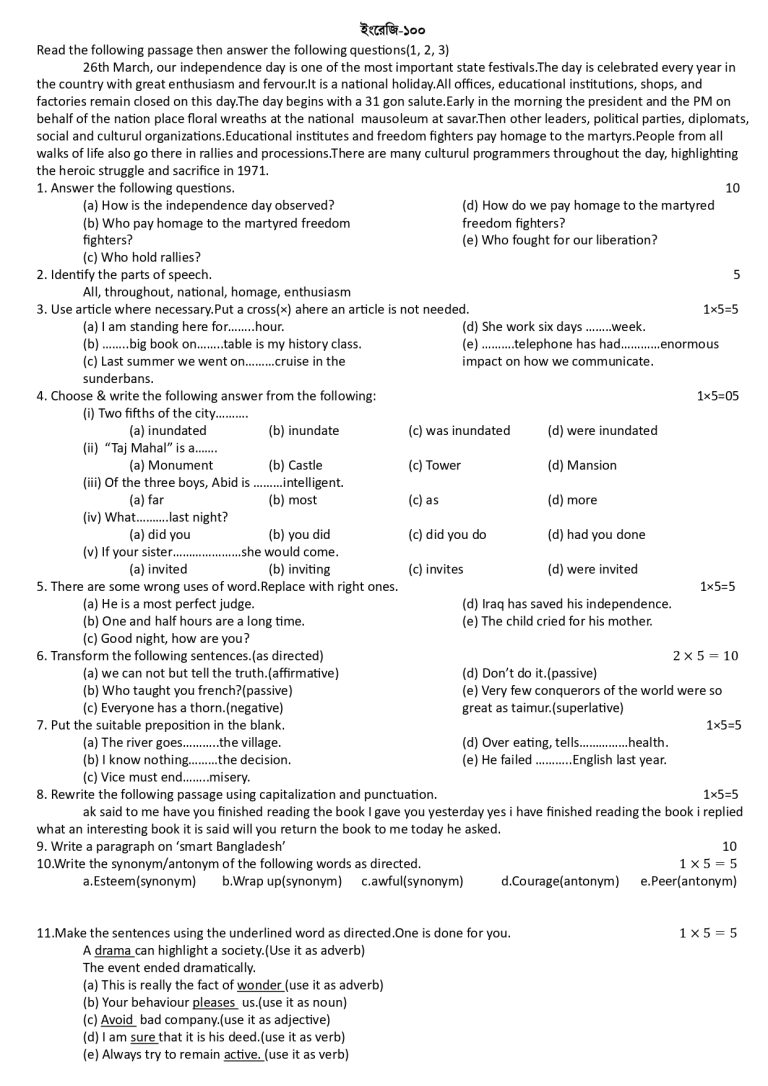 ইংরেজি-১০০
Read the following passage then answer the following questions(1, 2, 3)
26th March, our independence day is one of the most important state festivals.The day is celebrated every year in
the country with great enthusiasm and fervour.It is a national holiday.All offices, educational institutions, shops, and
factories remain closed on this day.The day begins with a 31 gon salute.Early in the morning the president and the PM on
behalf of the nation place floral wreaths at the national mausoleum at savar.Then other leaders, political parties, diplomats,
social and culturul organizations.Educational institutes and freedom fighters pay homage to the martyrs.People from all
walks of life also go there in rallies and processions.There are many culturul programmers throughout the day, highlighting
the heroic struggle and sacrifice in 1971.
1. Answer the following questions. 10
(a) How is the independence day observed?
(b) Who pay homage to the martyred freedom
fighters?
(c) Who hold rallies?
(d) How do we pay homage to the martyred
freedom fighters?
(e) Who fought for our liberation?
2. Identify the parts of speech. 5
All, throughout, national, homage, enthusiasm
3. Use article where necessary.Put a cross(×) ahere an article is not needed. 1×5=5
(a) I am standing here for........hour.
(b) ........big book on........table is my history class.
(c) Last summer we went on.........cruise in the
sunderbans.
(d) She work six days ........week.
(e) ..........telephone has had............enormous
impact on how we communicate.
4. Choose & write the following answer from the following: 1×5=05
(i) Two fifths of the city..........
(a) inundated (b) inundate (c) was inundated (d) were inundated
(ii) “Taj Mahal” is a.......
(a) Monument (b) Castle (c) Tower (d) Mansion
(iii) Of the three boys, Abid is .........intelligent.
(a) far (b) most (c) as (d) more
(iv) What..........last night?
(a) did you (b) you did (c) did you do (d) had you done
(v) If your sister.....................she would come.
(a) invited (b) inviting (c) invites (d) were invited
5. There are some wrong uses of word.Replace with right ones. 1×5=5
(a) He is a most perfect judge.
(b) One and half hours are a long time.
(c) Good night, how are you?
(d) Iraq has saved his independence.
(e) The child cried for his mother.
6. Transform the following sentences.(as directed) 2 × 5 = 10
(a) we can not but tell the truth.(affirmative)
(b) Who taught you french?(passive)
(c) Everyone has a thorn.(negative)
(d) Don’t do it.(passive)
(e) Very few conquerors of the world were so
great as taimur.(superlative)
7. Put the suitable preposition in the blank. 1×5=5
(a) The river goes...........the village.
(b) I know nothing.........the decision.
(c) Vice must end........misery.
(d) Over eating, tells...............health.
(e) He failed ...........English last year.
8. Rewrite the following passage using capitalization and punctuation. 1×5=5
ak said to me have you finished reading the book I gave you yesterday yes i have finished reading the book i replied
what an interesting book it is said will you return the book to me today he asked.
9. Write a paragraph on ‘smart Bangladesh’ 10
10.Write the synonym/antonym of the following words as directed. 1 × 5 = 5
a.Esteem(synonym) b.Wrap up(synonym) c.awful(synonym) d.Courage(antonym) e.Peer(antonym)
11.Make the sentences using the underlined word as directed.One is done for you. 1 × 5 = 5
A drama can highlight a society.(Use it as adverb)
The event ended dramatically.
(a) This is really the fact of wonder (use it as adverb)
(b) Your behaviour pleases us.(use it as noun)
(c) Avoid bad company.(use it as adjective)
(d) I am sure that it is his deed.(use it as verb)
(e) Always try to remain active. (use it as verb)